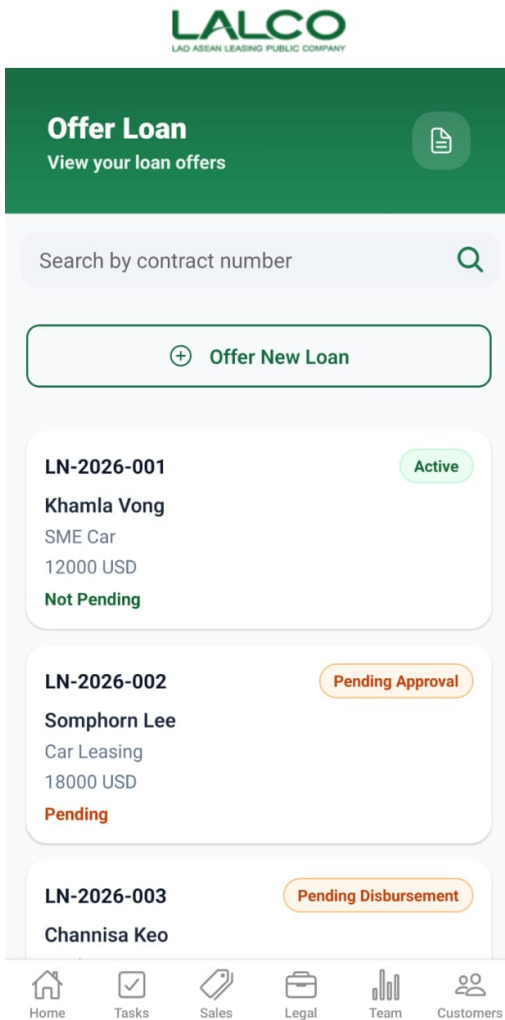 LALCO
LAO ASEAN LEASING PUBLIC COMPANY
Offer Loan
View your loan offers
Search by contract number
Offer New Loan
LN-2026-001
Active
Khamla Vong
SME Car
12000 USD
Not Pending
LN-2026-002
Pending Approval
Somphorn Lee
Car Leasing
18000 USD
Pending
LN-2026-003
Pending Disbursement
Channisa Keo
Home
Tasks
Sales
Legal
Team
Customers